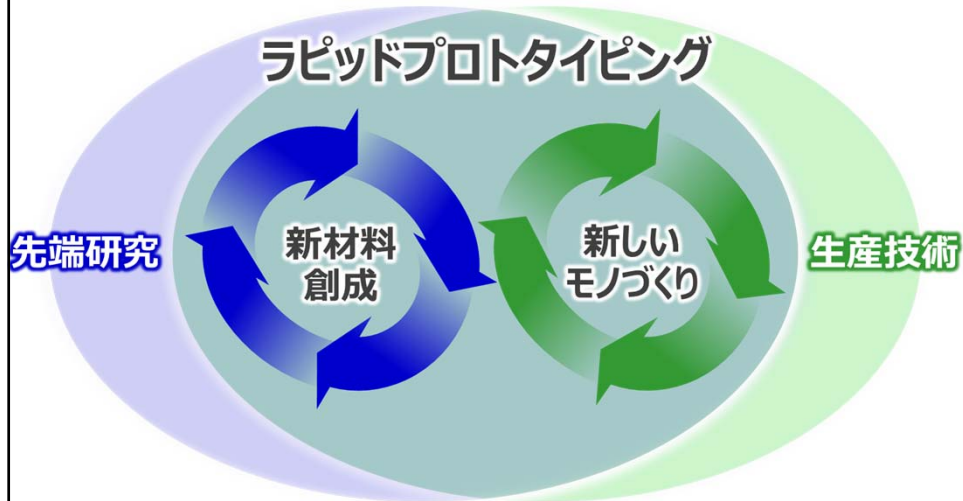 ラピッドプロトタイピング
先端研究
新材料
創成
新しい
モノづくり
生産技術